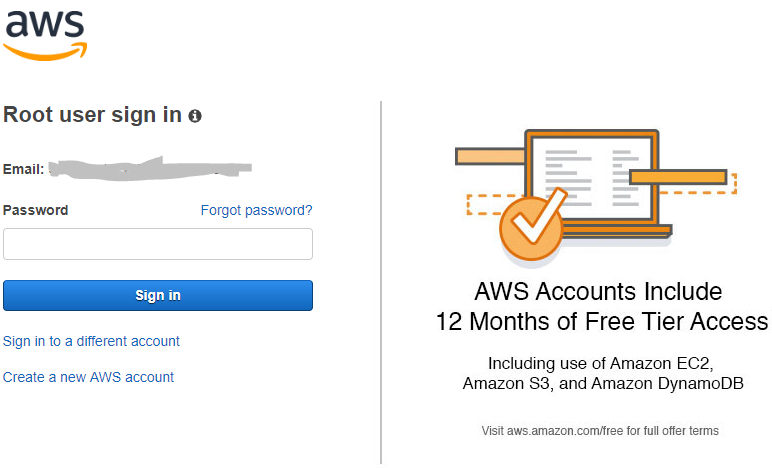 aws
Root user sign in
Email:
Password
Forgot password?
Sign in
Sign in to a different account
Create a new AWS account
AWS Accounts Include
12 Months of Free Tier Access
Including use of Amazon EC2,
Amazon S3, and Amazon DynamoDB
Visit aws.amazon.com/free for full offer terms